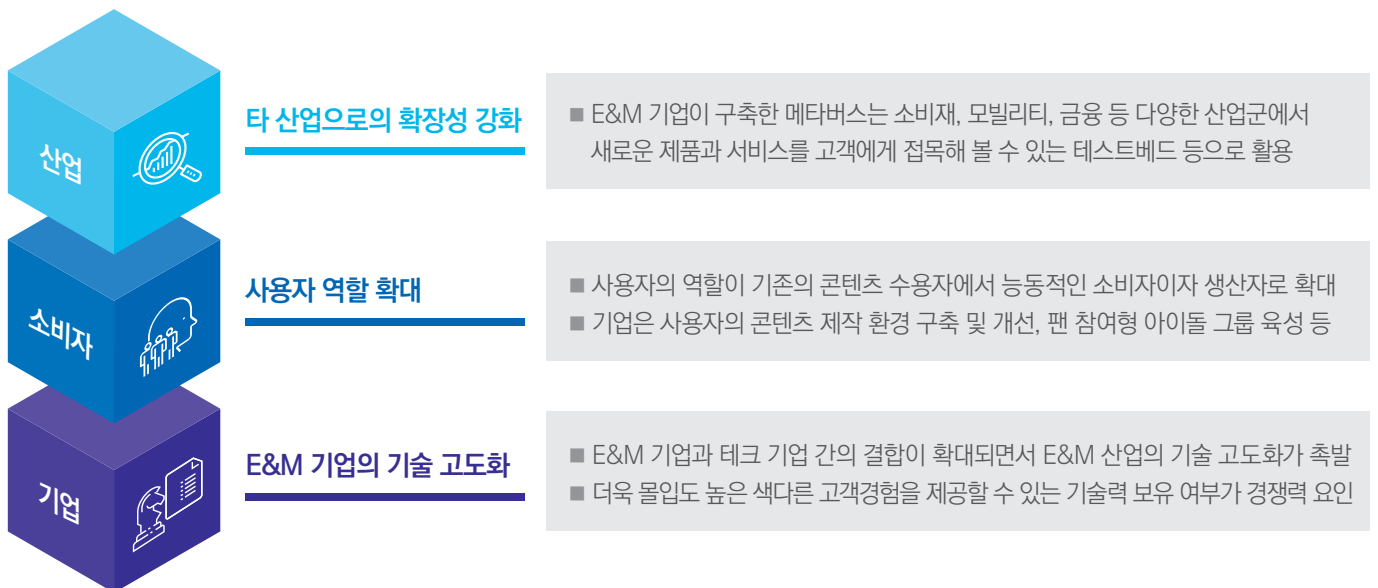 산업
타 산업으로의 확장성 강화
■ E&M 기업이 구축한 메타버스는 소비재, 모빌리티, 금융 등 다양한 산업군에서
새로운 제품과 서비스를 고객에게 접목해 볼 수 있는 테스트베드 등으로 활용
소비자
사용자 역할 확대
■ 사용자의 역할이 기존의 콘텐츠 수용자에서 능동적인 소비자이자 생산자로 확대
■ 기업은 사용자의 콘텐츠 제작 환경 구축 및 개선, 팬 참여형 아이돌 그룹 육성 등
기업
E&M 기업의 기술 고도화
■ E&M 기업과 테크 기업 간의 결합이 확대되면서 E&M 산업의 기술 고도화가 촉발
■ 더욱 몰입도 높은 색다른 고객경험을 제공할 수 있는 기술력 보유 여부가 경쟁력 요인